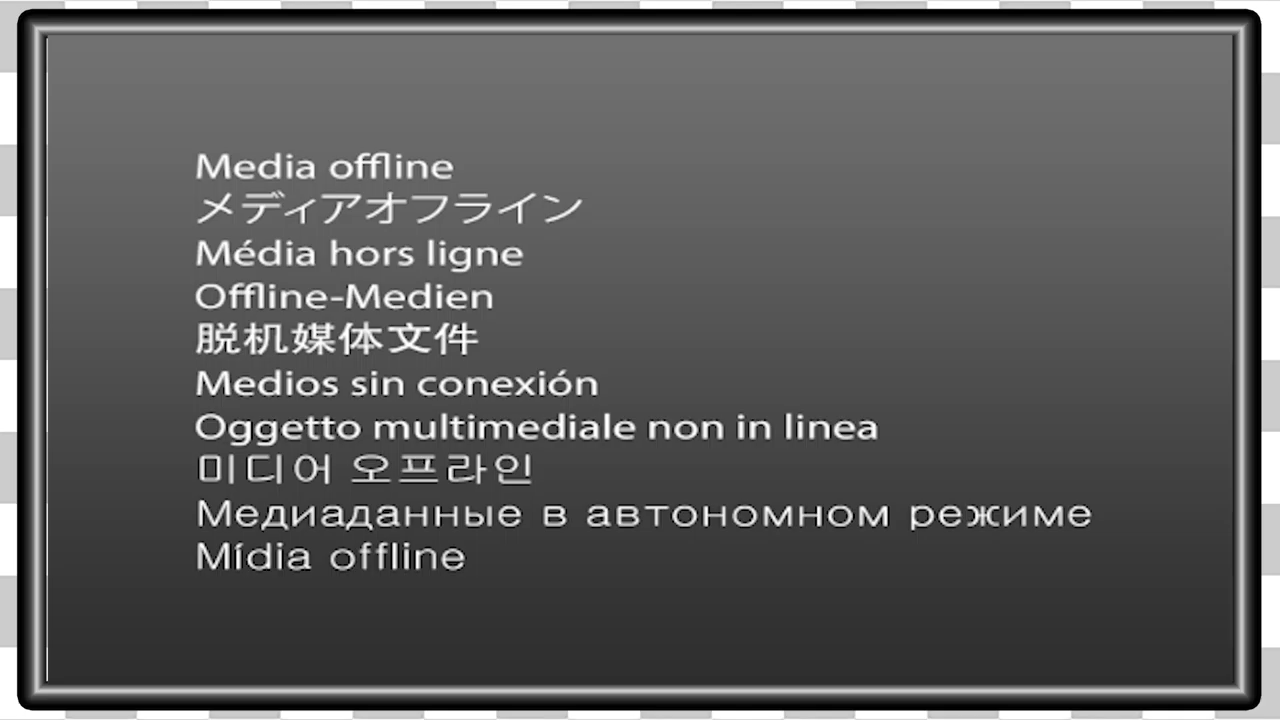 Media offline
メディアオフライン
Média hors ligne
Offline-Medien
脱机媒体文件
Medios sin conexión
Oggetto multimediale non in linea
미디어 오프라인
Медиаданные в автономном режиме
Mídia offline